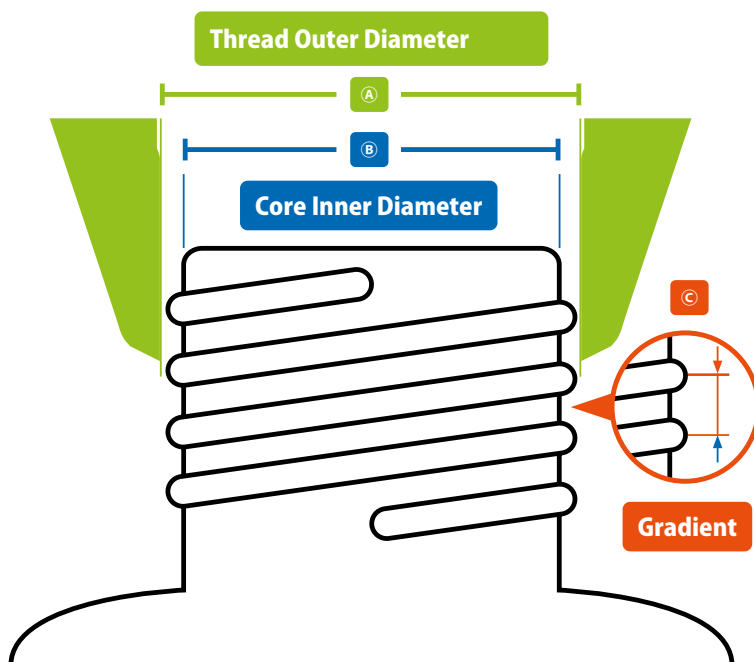 Thread Outer Diameter
Ⓐ
Ⓑ
Core Inner Diameter
Ⓒ
Gradient